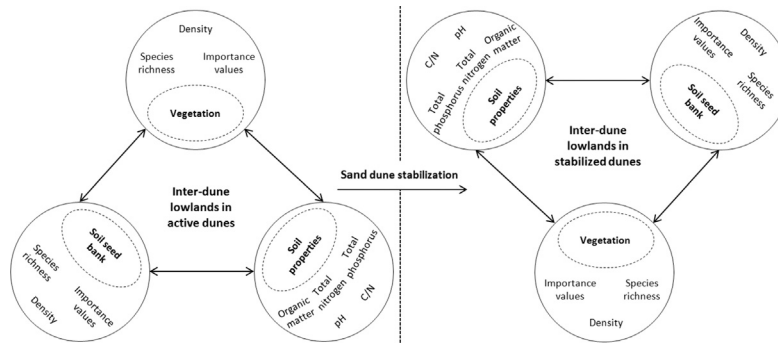 Density
Species
richness
Importance
values
Vegetation
Inter-dune
lowlands in
active dunes
Soil seed
bank
Species
richness
Density
Importance
values
Soil
properties
Organic
matter
Total
nitrogen
Total
phosphorus
pH
C/N
Sand dune stabilization
C/N
pH
Total
phosphorus
Total
nitrogen
Organic
matter
Soil
properties
Importance
values
Density
Species
richness
Soil seed
bank
Inter-dune
lowlands in
stabilized dunes
Vegetation
Importance
values
Species
richness
Density